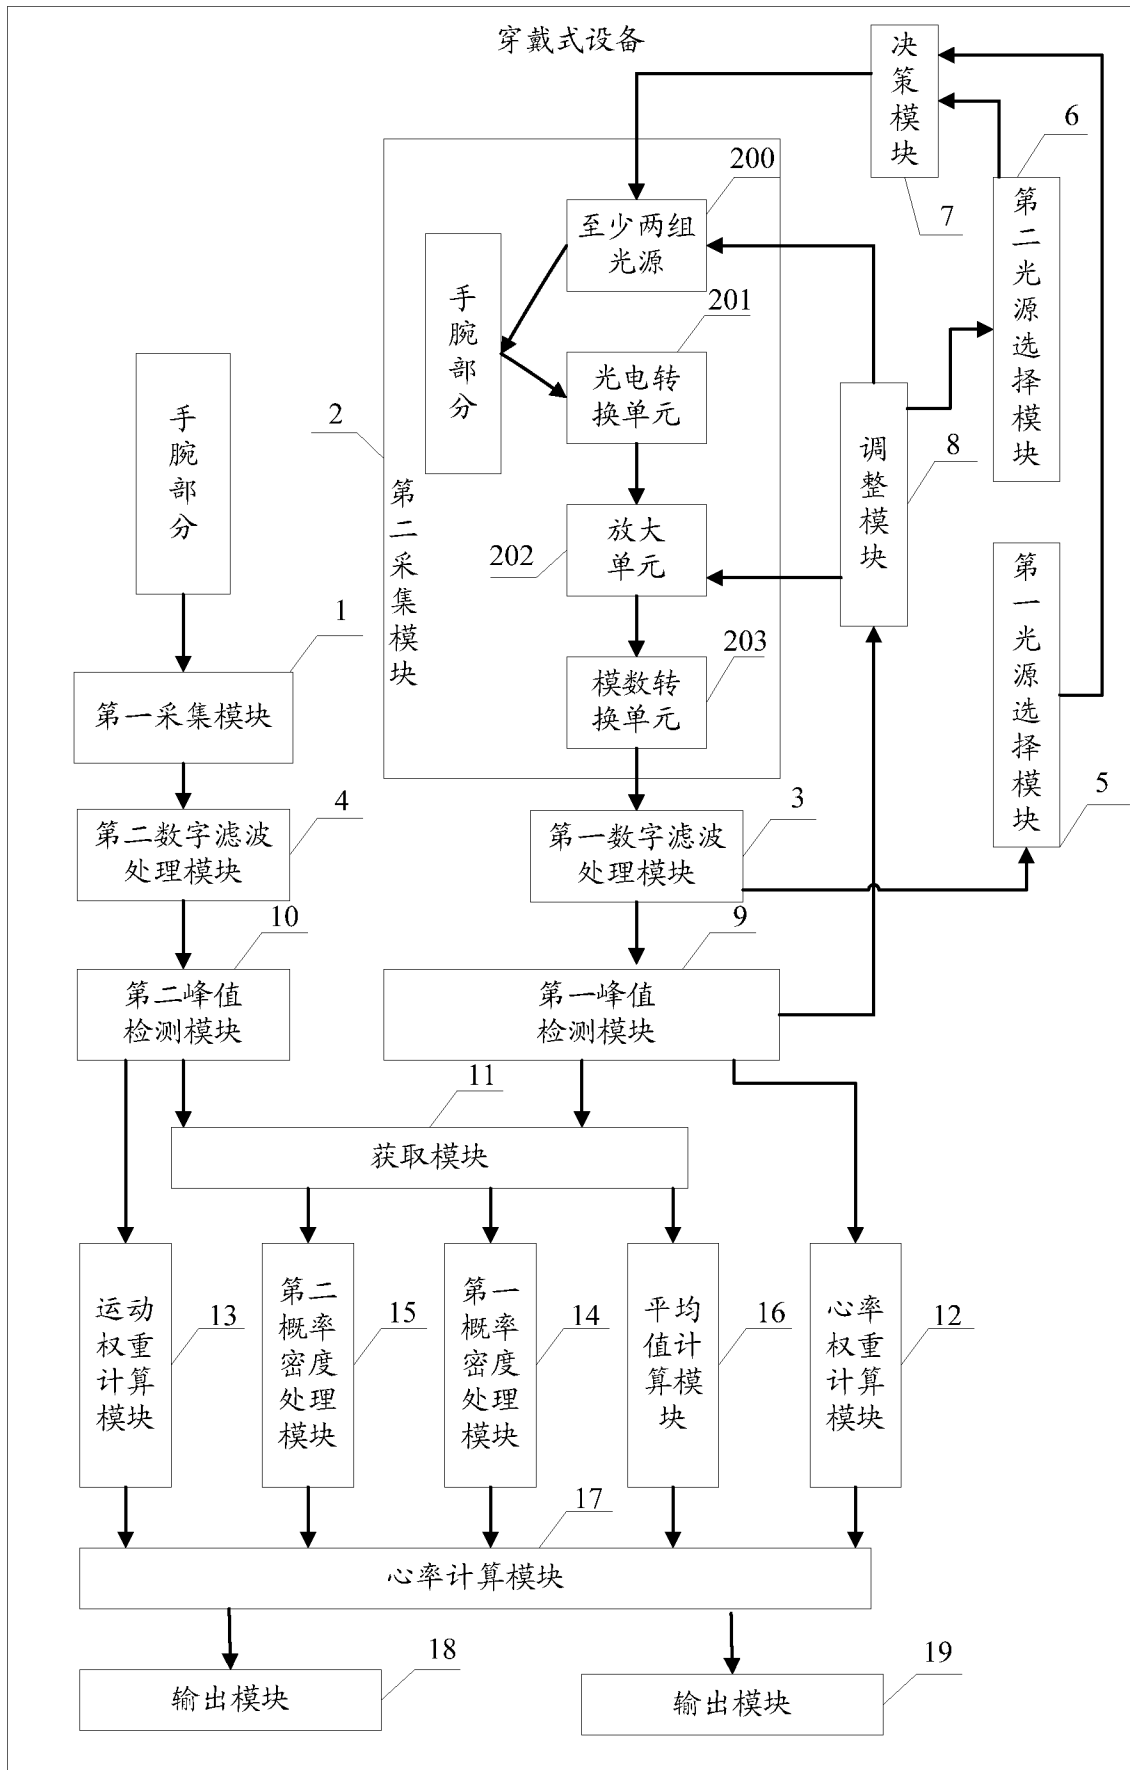 穿戴式设备
决
策
模
块
7
6
第
二
光
源
选
择
模
块
200
至少两组
光源
手
腕
部
分
201
光电转
换单元
2
第
二
采
集
模
块
放大
单元
202
模数转
换单元
203
调
整
模
块
8
第
一
光
源
选
择
模
块
5
手
腕
部
分
1
第一采集模块
第二数字滤波
处理模块
4
第一数字滤波
处理模块
3
10
第二峰值
检测模块
9
第一峰值
检测模块
11
获取模块
运动
权重
计算
模块
13
第二
概率
密度
处理
模块
15
第一
概率
密度
处理
模块
14
平均
值计
算模
块
16
心率
权重
计算
模块
12
17
心率计算模块
18
输出模块
19
输出模块